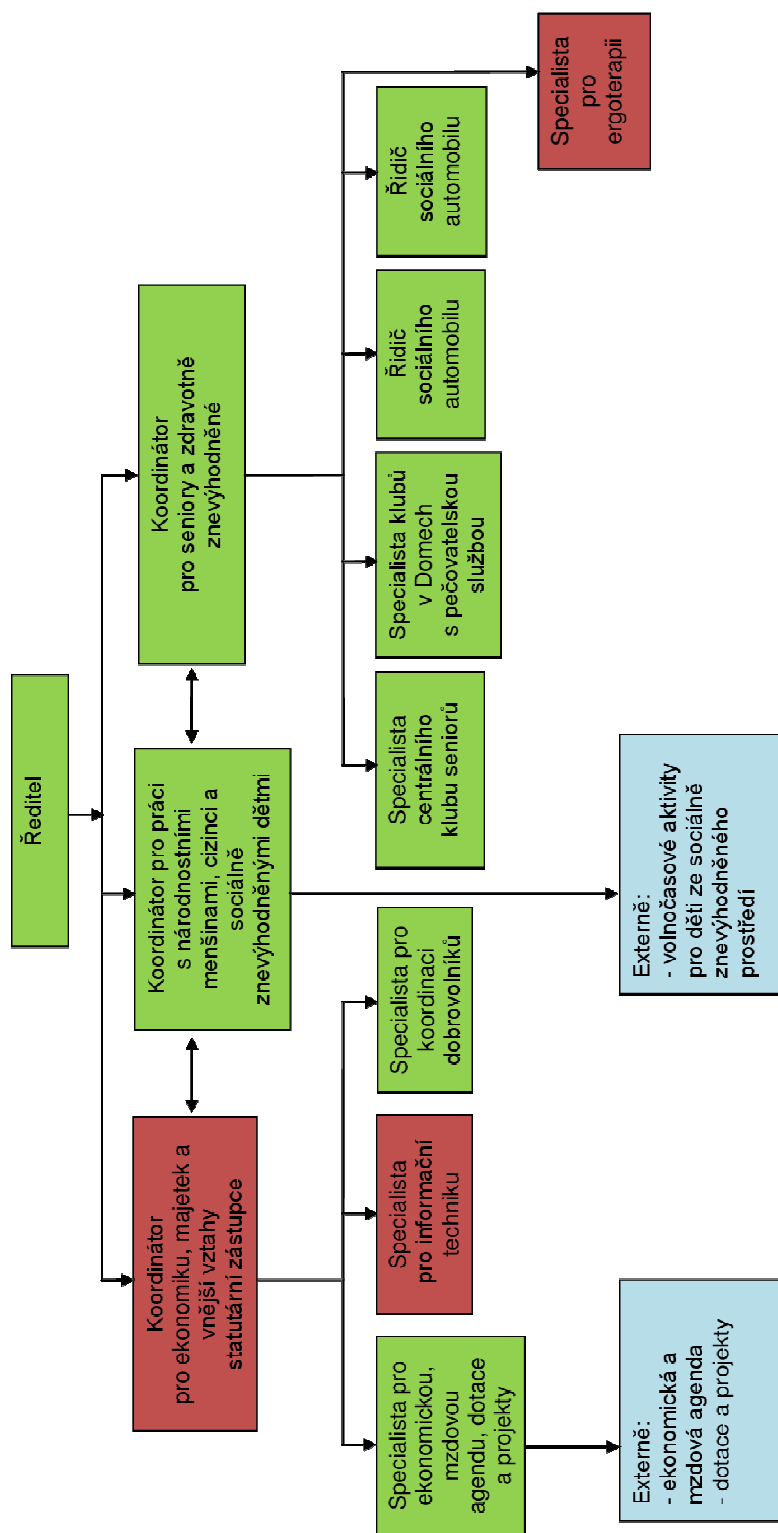 Ředitel
Koordinátor
pro ekonomiku, majetek a
vnější vztahy
statutární zástupce
Koordinátor pro práci
s národnostními
menšinami, cizinci a
sociálně
znevýhodněnými dětmi
Koordinátor
pro seniory a zdravotně
znevýhodněné
Specialista pro
ekonomickou,
mzdovou
agendu, dotace
a projekty
Specialista
pro informační
techniku
Specialista pro
koordinaci
dobrovolníků
Specialista
centrálního
klubu seniorů
Specialista klubů
v Domech
s pečovatelskou
službou
Řidič
sociálního
automobilu
Řidič
sociálního
automobilu
Specialista
pro
ergoterapii
Externě:
- ekonomická a
mzdová agenda
- dotace a projekty
Externě:
- volnočasové aktivity
pro děti ze sociálně
znevýhodněného
prostředí